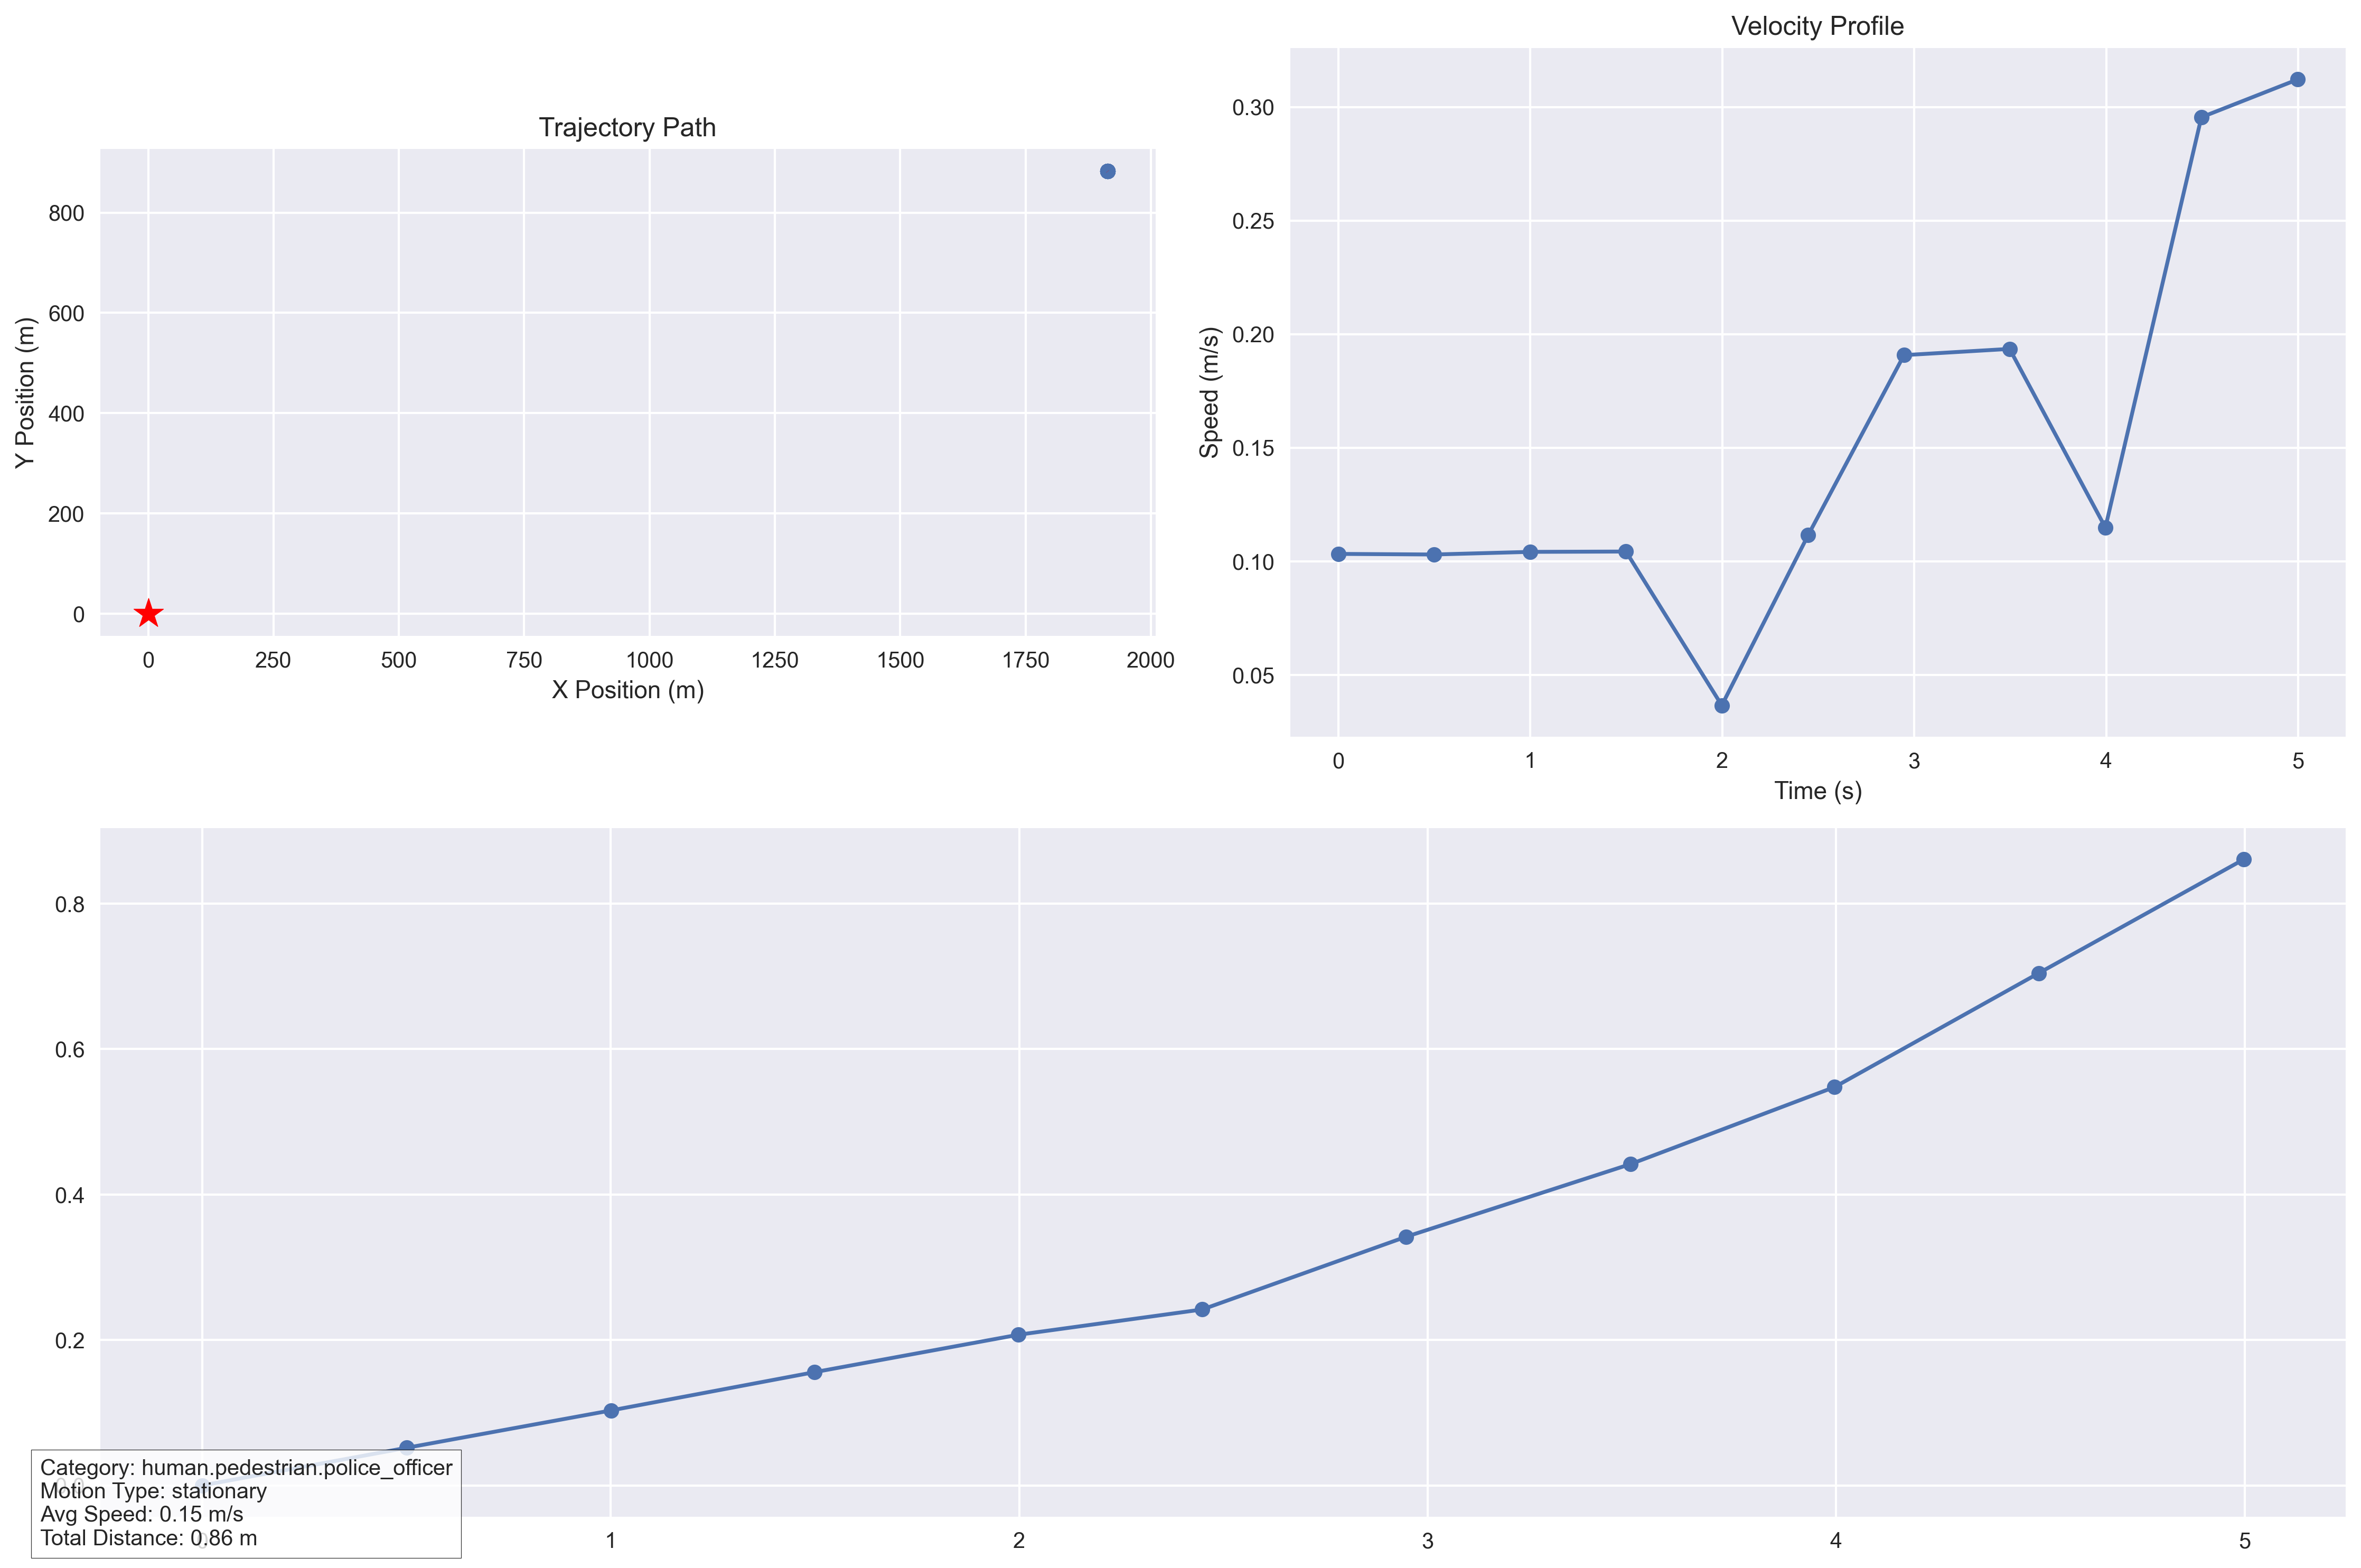 Trajectory Path
Y Position (m)
800
600
400
200
0
0 250 500 750 1000 1250 1500 1750 2000
X Position (m)
Velocity Profile
Speed (m/s)
0.30
0.25
0.20
0.15
0.10
0.05
0 1 2 3 4 5
Time (s)
0.8
0.6
0.4
0.2
0.0
0 1 2 3 4 5
Category: human.pedestrian.police_officer
Motion Type: stationary
Avg Speed: 0.15 m/s
Total Distance: 0.86 m